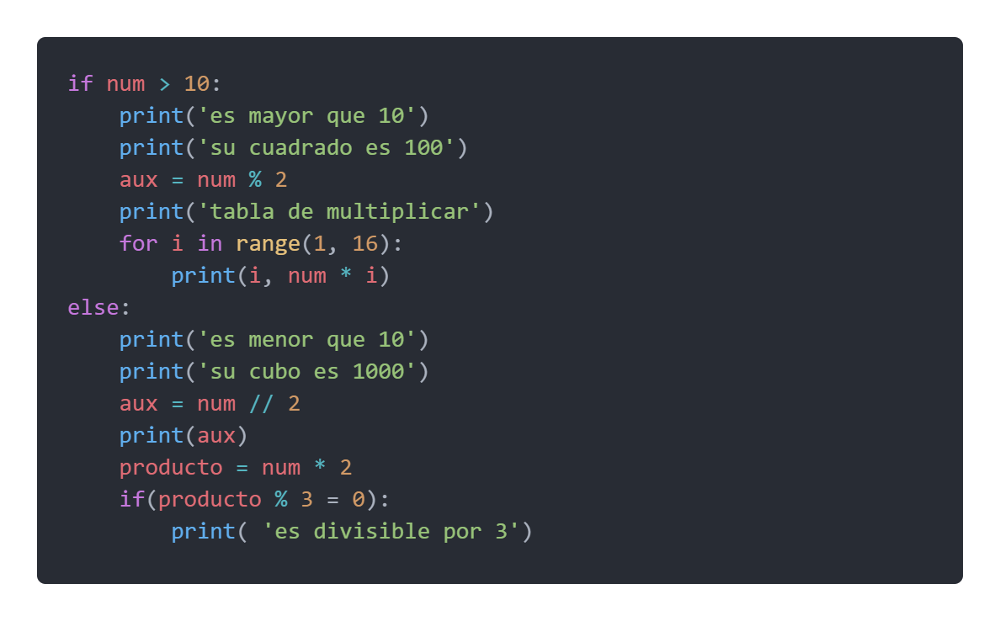 if num > 10:
    print('es mayor que 10')
    print('su cuadrado es 100')
    aux = num % 2
    print('tabla de multiplicar')
    for i in range(1, 16):
        print(i, num * i)
else:
    print('es menor que 10')
    print('su cubo es 1000')
    aux = num // 2
    print(aux)
    producto = num * 2
    if(producto % 3 = 0):
        print( 'es divisible por 3')